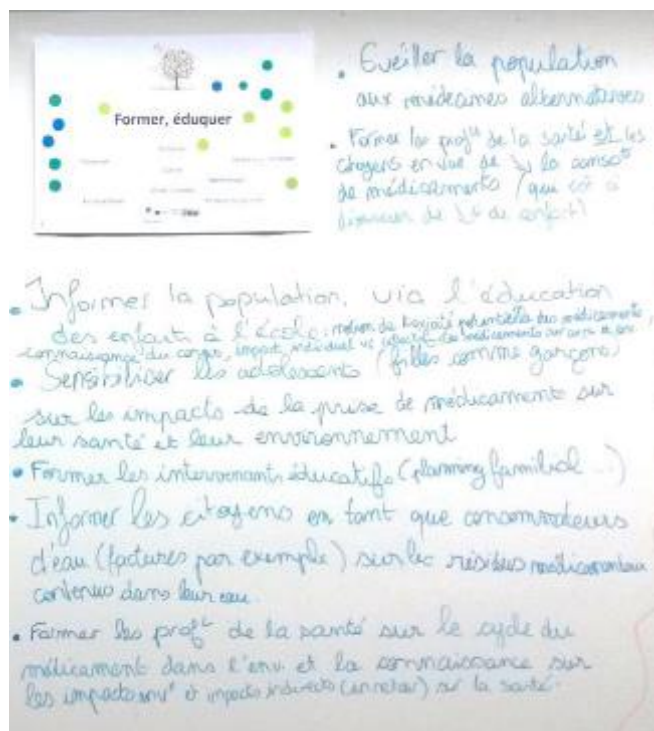 Former, éduquer
• Eveiller la population
aux médecines alternatives
• Former les prof^ls de la santé et les
citoyens en vue de ↘ la conso°
de médicaments
• Informer la population, via l'éducation
des enfants à l'école: notion de toxicité potentielle des médicaments,
connaissance du corps, impact individuel vs collectif des médicaments sur
• Sensibiliser les adolescents (filles comme garçons)
sur les impacts de la prise de médicaments sur
leur santé et leur environnement
• Former les intervenants éducatifs (planning familial ...)
• Informer les citoyens en tant que consommateurs
d'eau (factures par exemple) sur les résidus médicamenteux
contenus dans leur eau.
• Former les prof^ls de la santé sur le cycle du
médicament dans l'env. et la connaissance sur
les impacts env^t et impacts indirects (en retour) sur la santé.